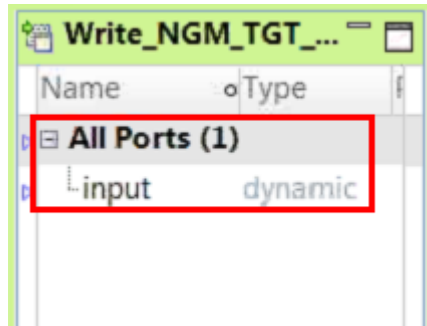 Write_NGM_TGT_...
Name Type
All Ports (1)
input dynamic